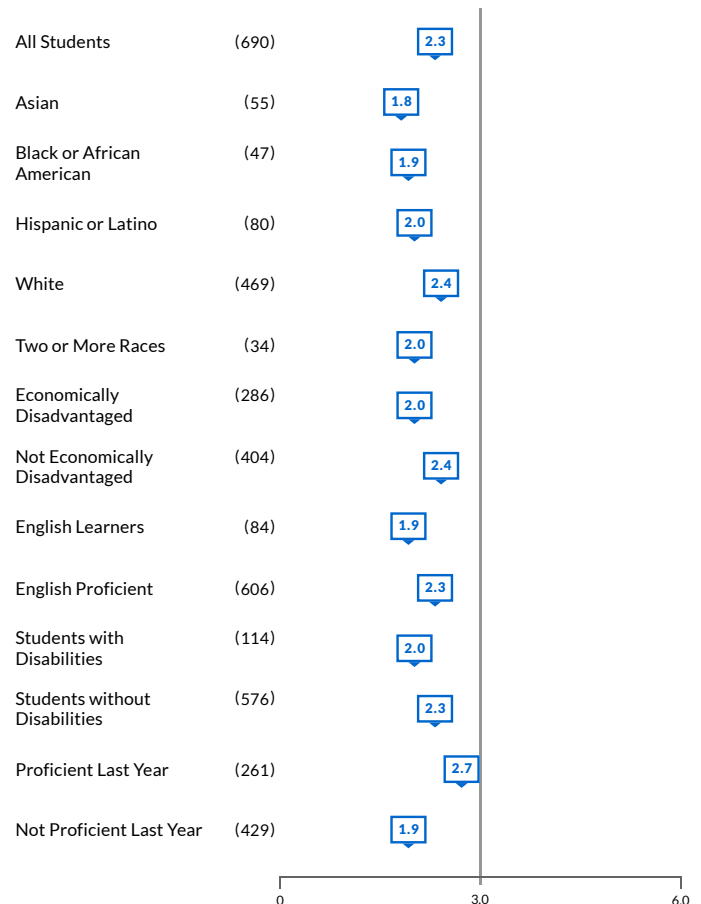 All Students (690) 2.3
Asian (55) 1.8
Black or African (47) 1.9
American
Hispanic or Latino (80) 2.0
White (469) 2.4
Two or More Races (34) 2.0
Economically (286) 2.0
Disadvantaged
Not Economically (404) 2.4
Disadvantaged
English Learners (84) 1.9
English Proficient (606) 2.3
Students with (114) 2.0
Disabilities
Students without (576) 2.3
Disabilities
Proficient Last Year (261) 2.7
Not Proficient Last Year (429) 1.9
0 3.0 6.0